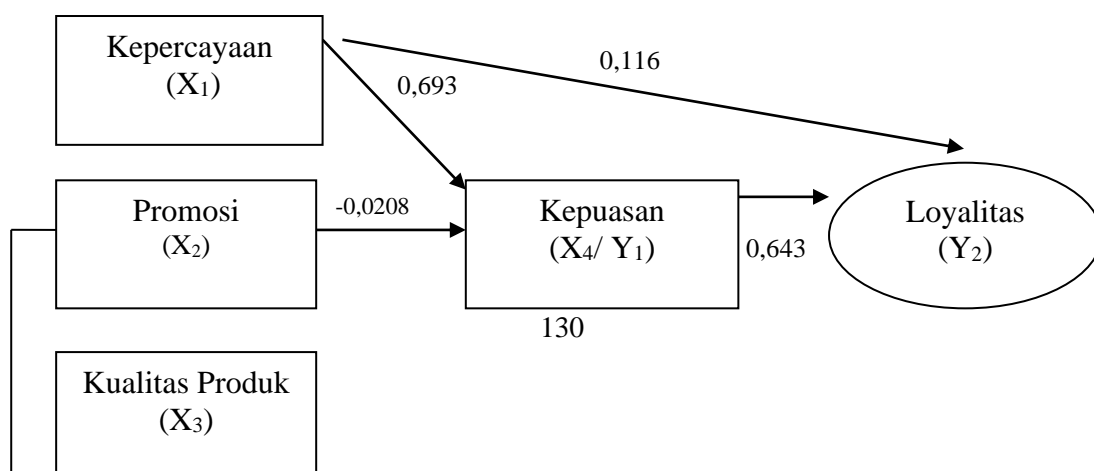 Kepercayaan
(X₁)
0,116
0,693
Promosi
(X₂)
-0,0208
Kepuasan
(X₄/ Y₁)
0,643
Loyalitas
(Y₂)
130
Kualitas Produk
(X₃)